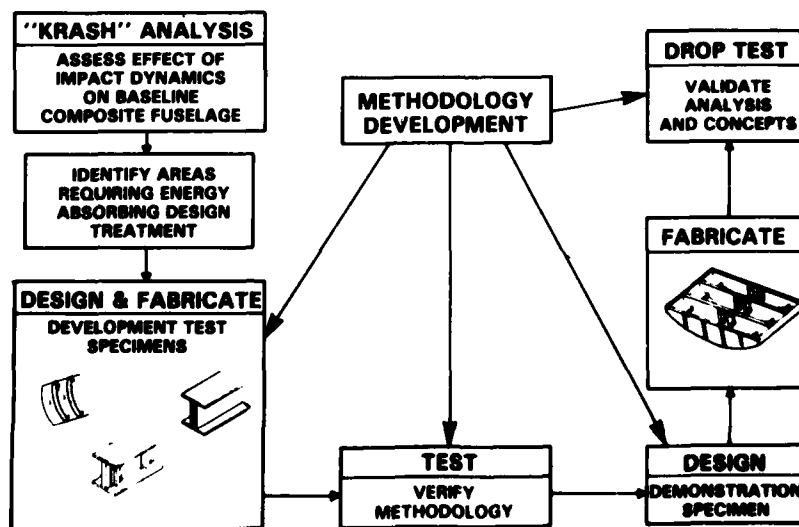 "KRASH" ANALYSIS
ASSESS EFFECT OF
IMPACT DYNAMICS
ON BASELINE
COMPOSITE FUSELAGE
IDENTIFY AREAS
REQUIRING ENERGY
ABSORBING DESIGN
TREATMENT
DESIGN & FABRICATE
DEVELOPMENT TEST
SPECIMENS
METHODOLOGY
DEVELOPMENT
TEST
VERIFY
METHODOLOGY
DROP TEST
VALIDATE
ANALYSIS
AND CONCEPTS
FABRICATE
DESIGN
DEMONSTRATION
SPECIMEN